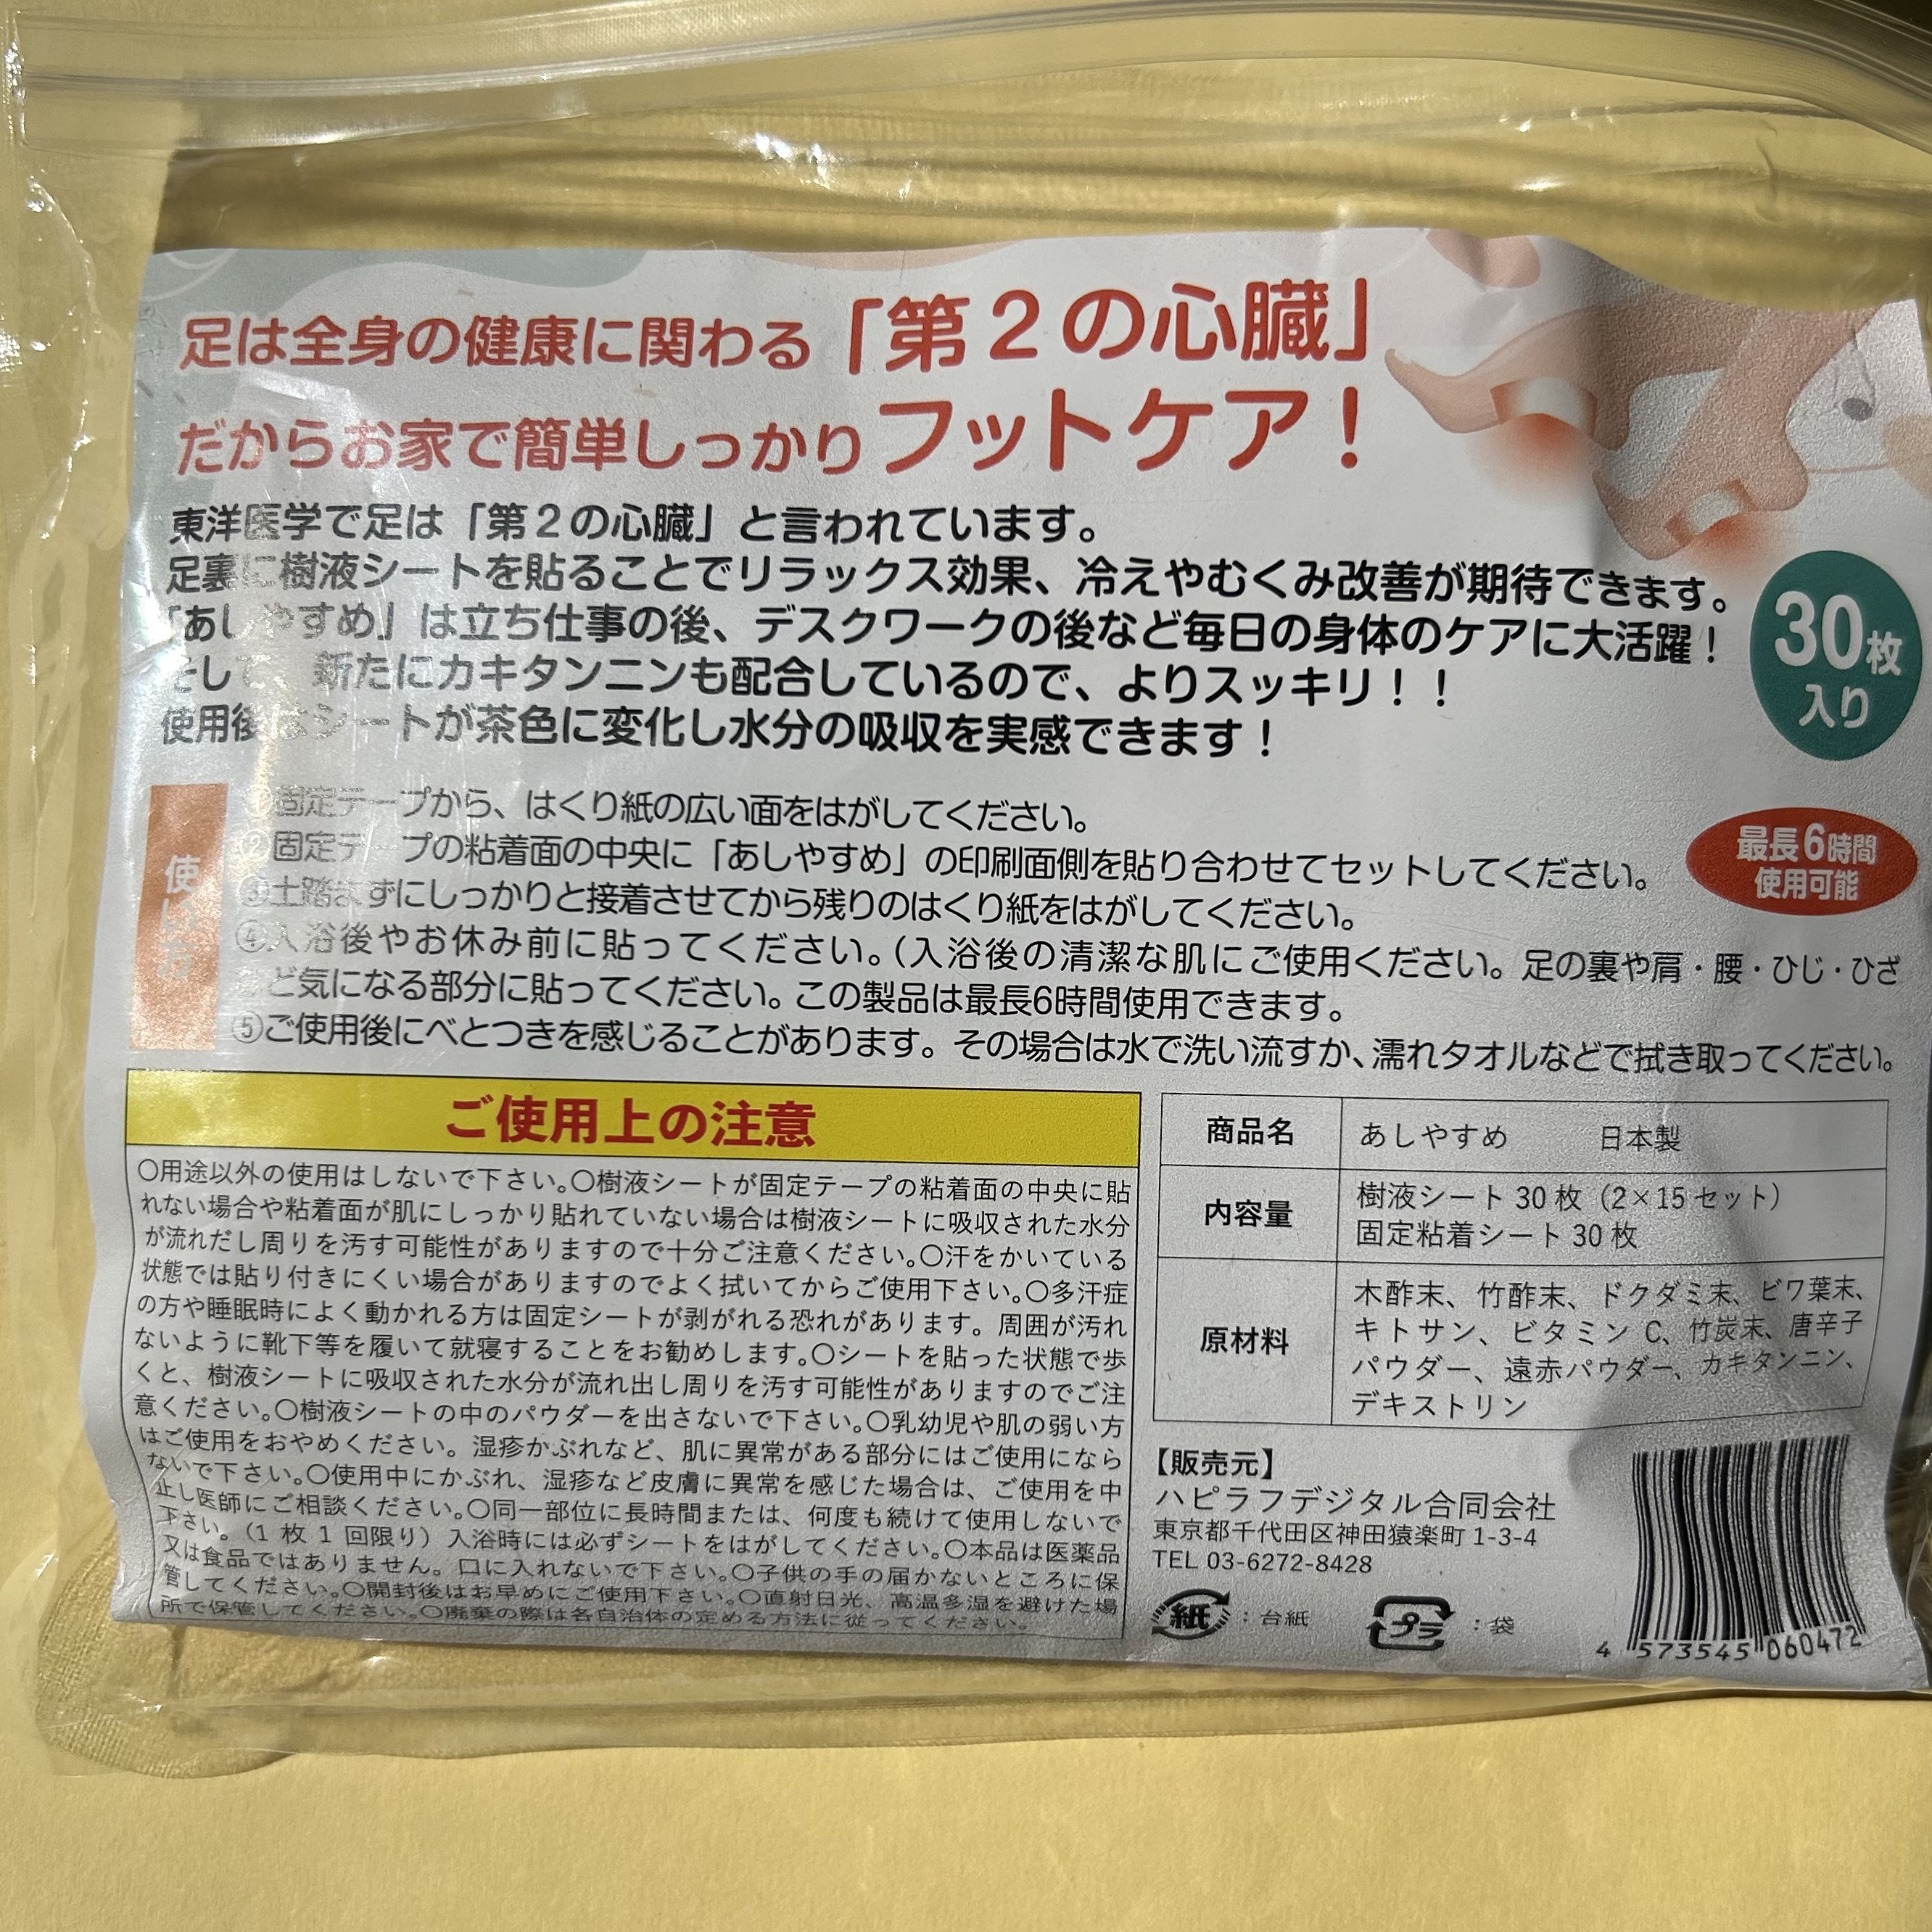 足は全身の健康に関わる「第2の心臓」
だからお家で簡単しっかりフットケア！
東洋医学で足は「第2の心臓」と言われています。
足裏に樹液シートを貼ることでリラックス効果、冷えやむくみ改善が期待できます。
「あしやすめ」は立ち仕事の後、デスクワークの後など毎日の身体のケアに大活躍！
そして、新たにカキタンニンも配合しているので、よりスッキリ！！
使用後はシートが茶色に変化し水分の吸収を実感できます！
30枚
入り
使い方
①固定テープから、はくり紙の広い面をはがしてください。
②固定テープの粘着面の中央に「あしやすめ」の印刷面側を貼り合わせてセットしてください。
③土踏まずにしっかりと接着させてから残りのはくり紙をはがしてください。
④入浴後やお休み前に貼ってください。（入浴後の清潔な肌にご使用ください。足の裏や肩・腰・ひじ・ひざ
など気になる部分に貼ってください。この製品は最長6時間使用できます。
⑤ご使用後にべとつきを感じることがあります。その場合は水で洗い流すか、濡れタオルなどで拭き取ってください。
最長6時間
使用可能
ご使用上の注意
○用途以外の使用はしないで下さい。○樹液シートが固定テープの粘着面の中央に貼
れない場合や粘着面が肌にしっかり貼れていない場合は樹液シートに吸収された水分
が流れだし周りを汚す可能性がありますので十分ご注意ください。○汗をかいている
状態では貼り付きにくい場合がありますのでよく拭いてからご使用下さい。○多汗症
の方や睡眠時によく動かれる方は固定シートが剥がれる恐れがあります。周囲が汚れ
ないように靴下等を履いて就寝することをお勧めします。○シートを貼った状態で歩
くと、樹液シートに吸収された水分が流れ出し周りを汚す可能性がありますのでご注
意ください。○樹液シートの中のパウダーを出さないで下さい。○乳幼児や肌の弱い方
はご使用をおやめください。湿疹かぶれなど、肌に異常がある部分にはご使用になら
ないで下さい。○使用中にかぶれ、湿疹など皮膚に異常を感じた場合は、ご使用を中
止し医師にご相談ください。○同一部位に長時間または、何度も続けて使用しないで
下さい。（1 枚 1 回限り）入浴時には必ずシートをはがしてください。○本品は医薬品
又は食品ではありません。口に入れないで下さい。○子供の手の届かないところに保
管してください。○開封後はお早めにご使用下さい。○直射日光、高温多湿を避けた場
所で保管してください。○廃棄の際は各自治体の定める方法に従ってください。
商品名 あしやすめ 日本製
内容量 樹液シート 30 枚（2×15 セット）
固定粘着シート 30 枚
原材料 木酢末、竹酢末、ドクダミ末、ビワ葉末、
キトサン、ビタミン C、竹炭末、唐辛子
パウダー、遠赤パウダー、カキタンニン、
デキストリン
【販売元】
ハピラフデジタル合同会社
東京都千代田区神田猿楽町 1-3-4
TEL 03-6272-8428
紙：台紙 プラ：袋
4 573545 060472